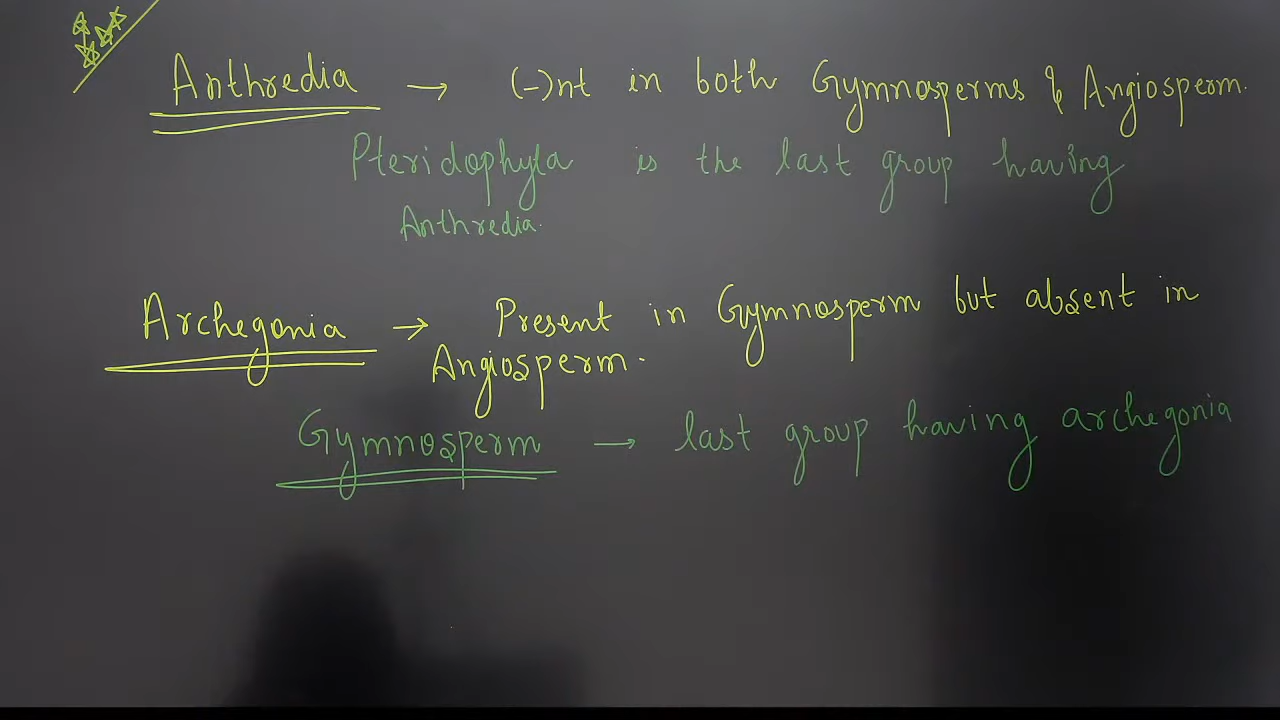 Anthredia → (-)nt in both Gymnosperms & Angiosperm.
Pteridophyta is the last group having
Anthredia.
Archegonia → Present in Gymnosperm but absent in
Angiosperm.
Gymnosperm → last group having archegonia